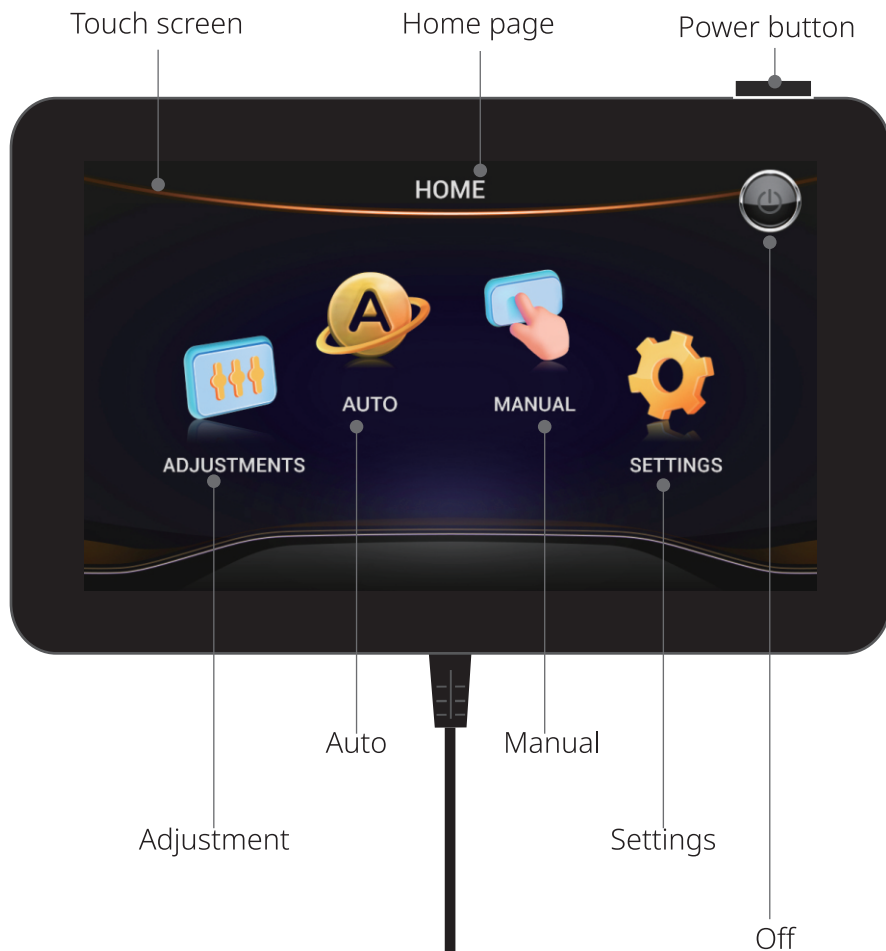 Touch screen
Home page
Power button
HOME
A
AUTO
MANUAL
ADJUSTMENTS
SETTINGS
Auto
Manual
Adjustment
Settings
Off